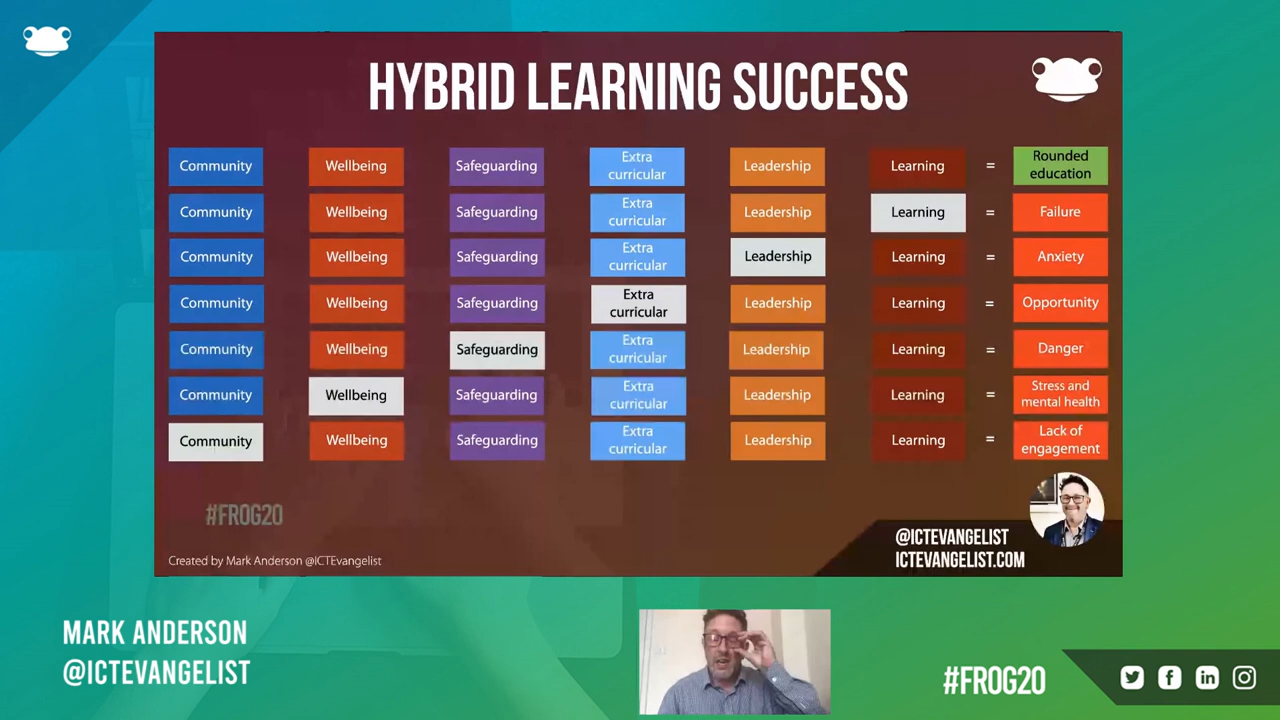 HYBRID LEARNING SUCCESS
Community Wellbeing Safeguarding Extra curricular Leadership Learning = Rounded education
Community Wellbeing Safeguarding Extra curricular Leadership Learning = Failure
Community Wellbeing Safeguarding Extra curricular Leadership Learning = Anxiety
Community Wellbeing Safeguarding Extra curricular Leadership Learning = Opportunity
Community Wellbeing Safeguarding Extra curricular Leadership Learning = Danger
Community Wellbeing Safeguarding Extra curricular Leadership Learning = Stress and mental health
Community Wellbeing Safeguarding Extra curricular Leadership Learning = Lack of engagement
#FROG20
@ICTEVANGELIST
ICTEVANGELIST.COM
Created by Mark Anderson @ICTEvangelist
MARK ANDERSON
@ICTEVANGELIST
#FROG20